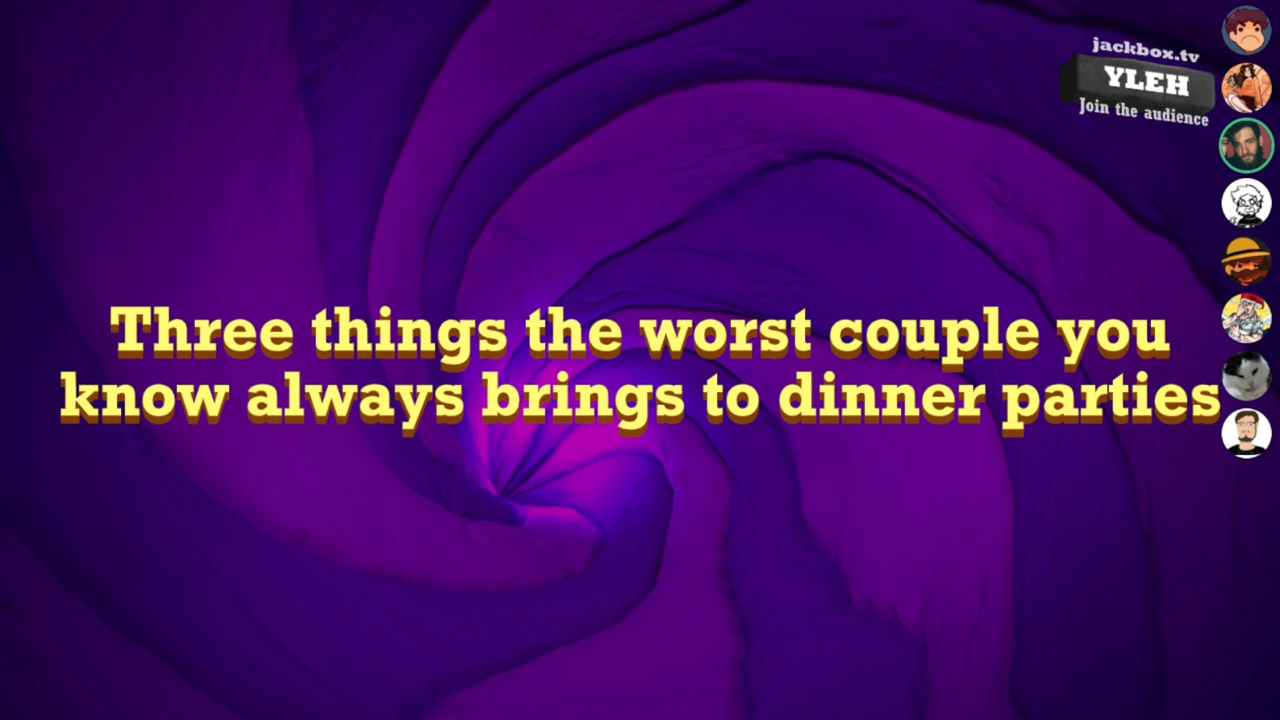 jackbox.tv
YLEH
Join the audience
Three things the worst couple you
know always brings to dinner parties